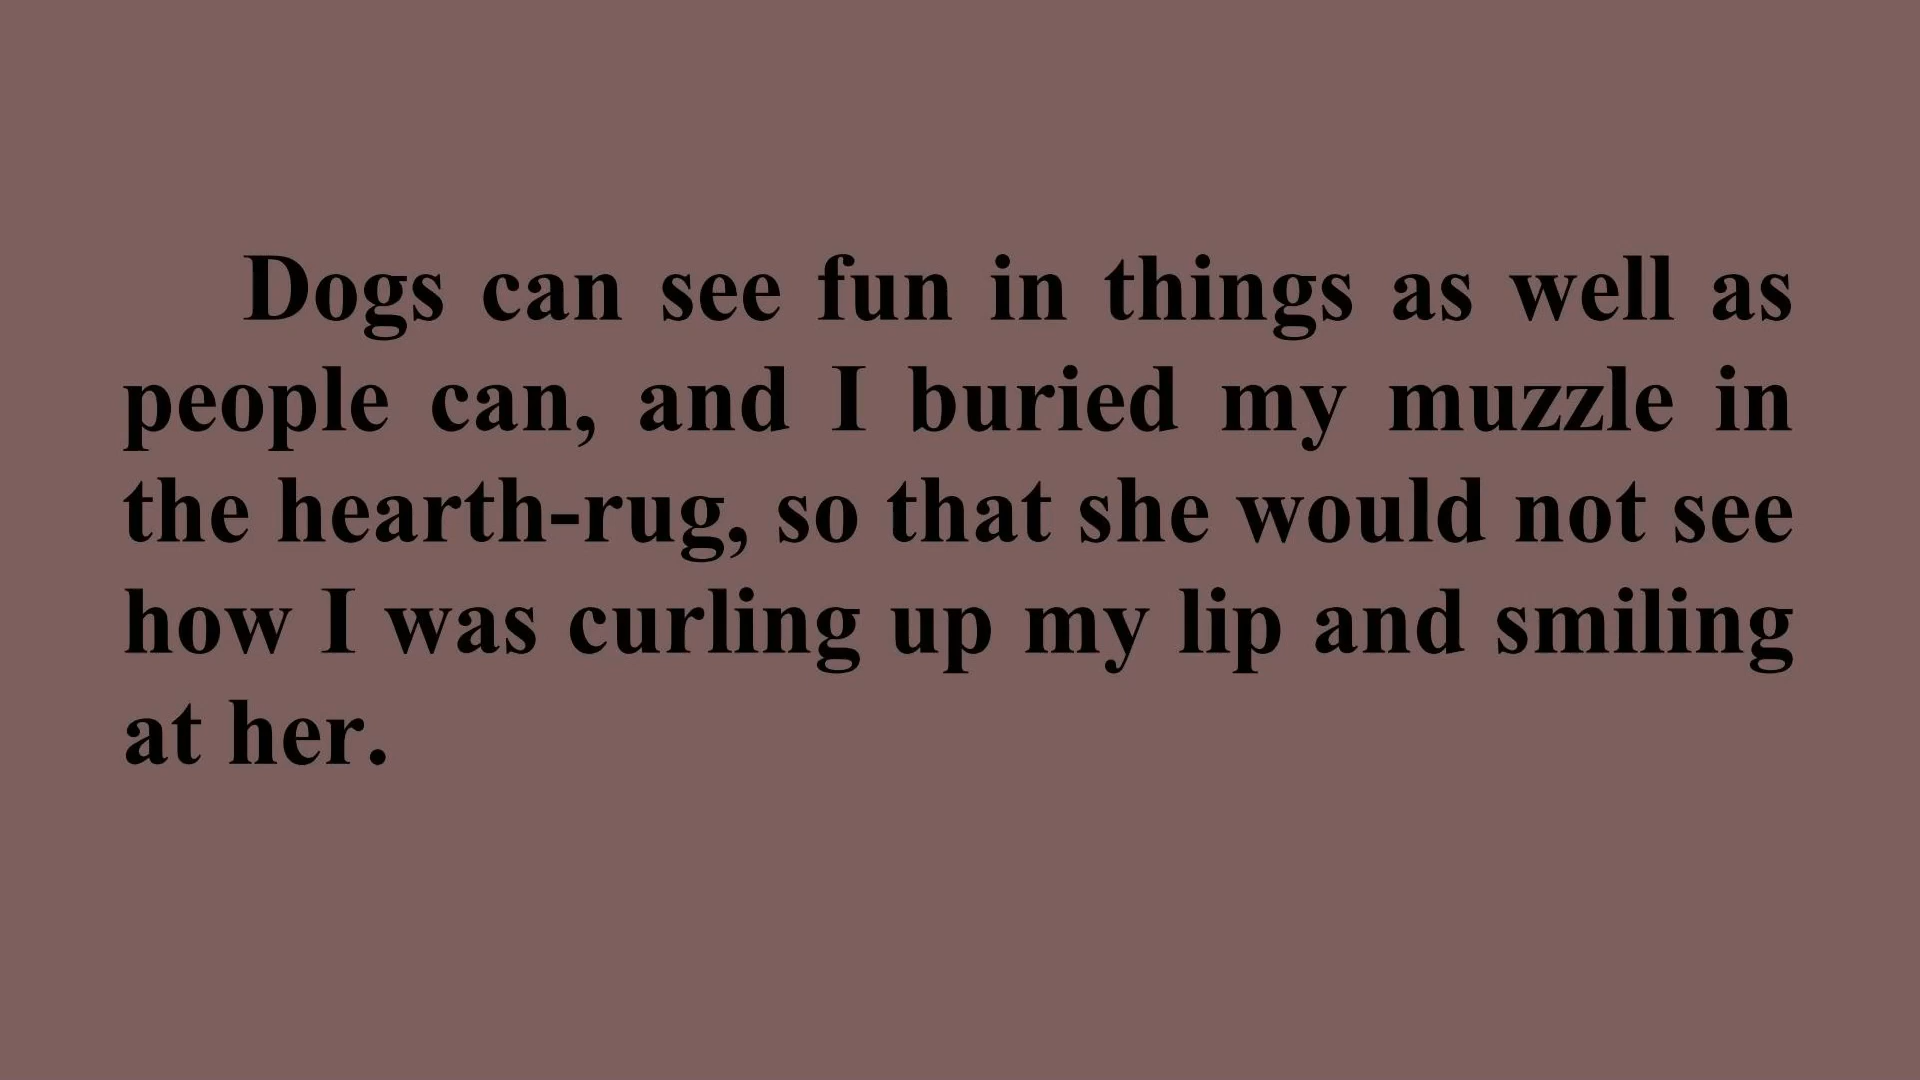 Dogs can see fun in things as well as
people can, and I buried my muzzle in
the hearth-rug, so that she would not see
how I was curling up my lip and smiling
at her.